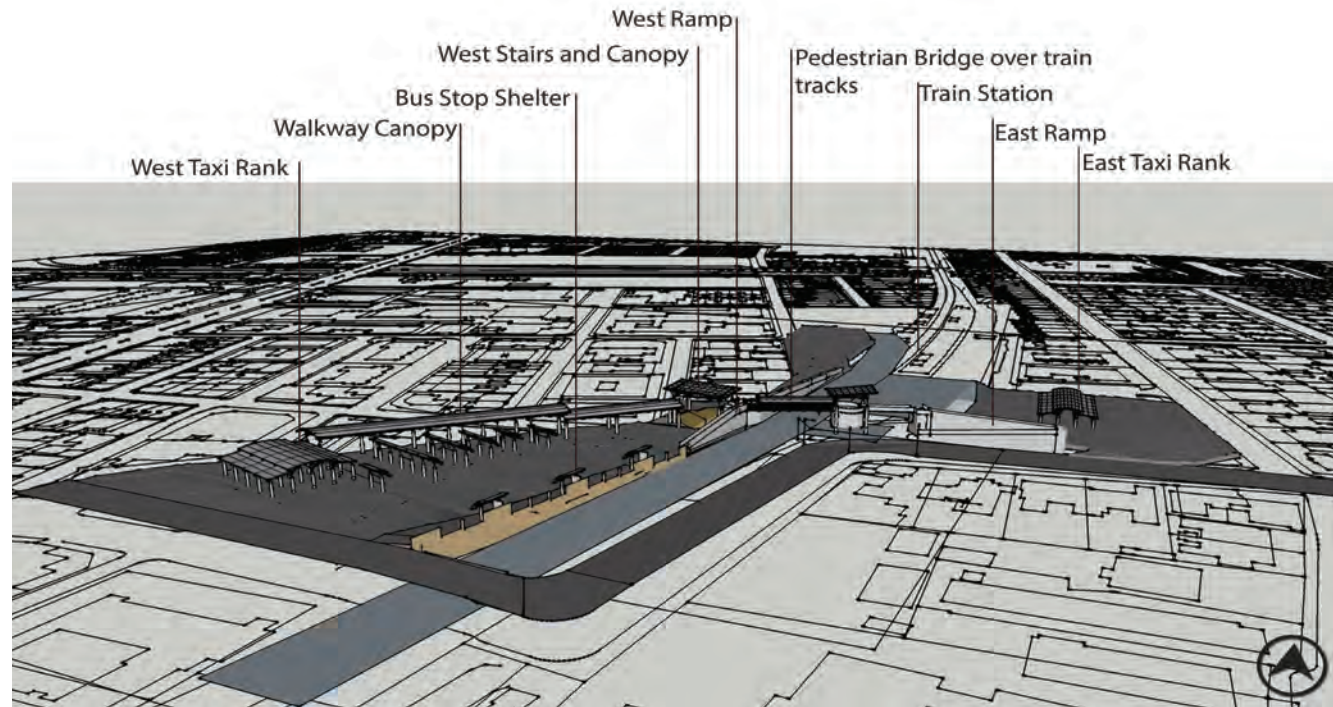 West Ramp
West Stairs and Canopy
Pedestrian Bridge over train
tracks
Bus Stop Shelter
Train Station
Walkway Canopy
East Ramp
West Taxi Rank
East Taxi Rank